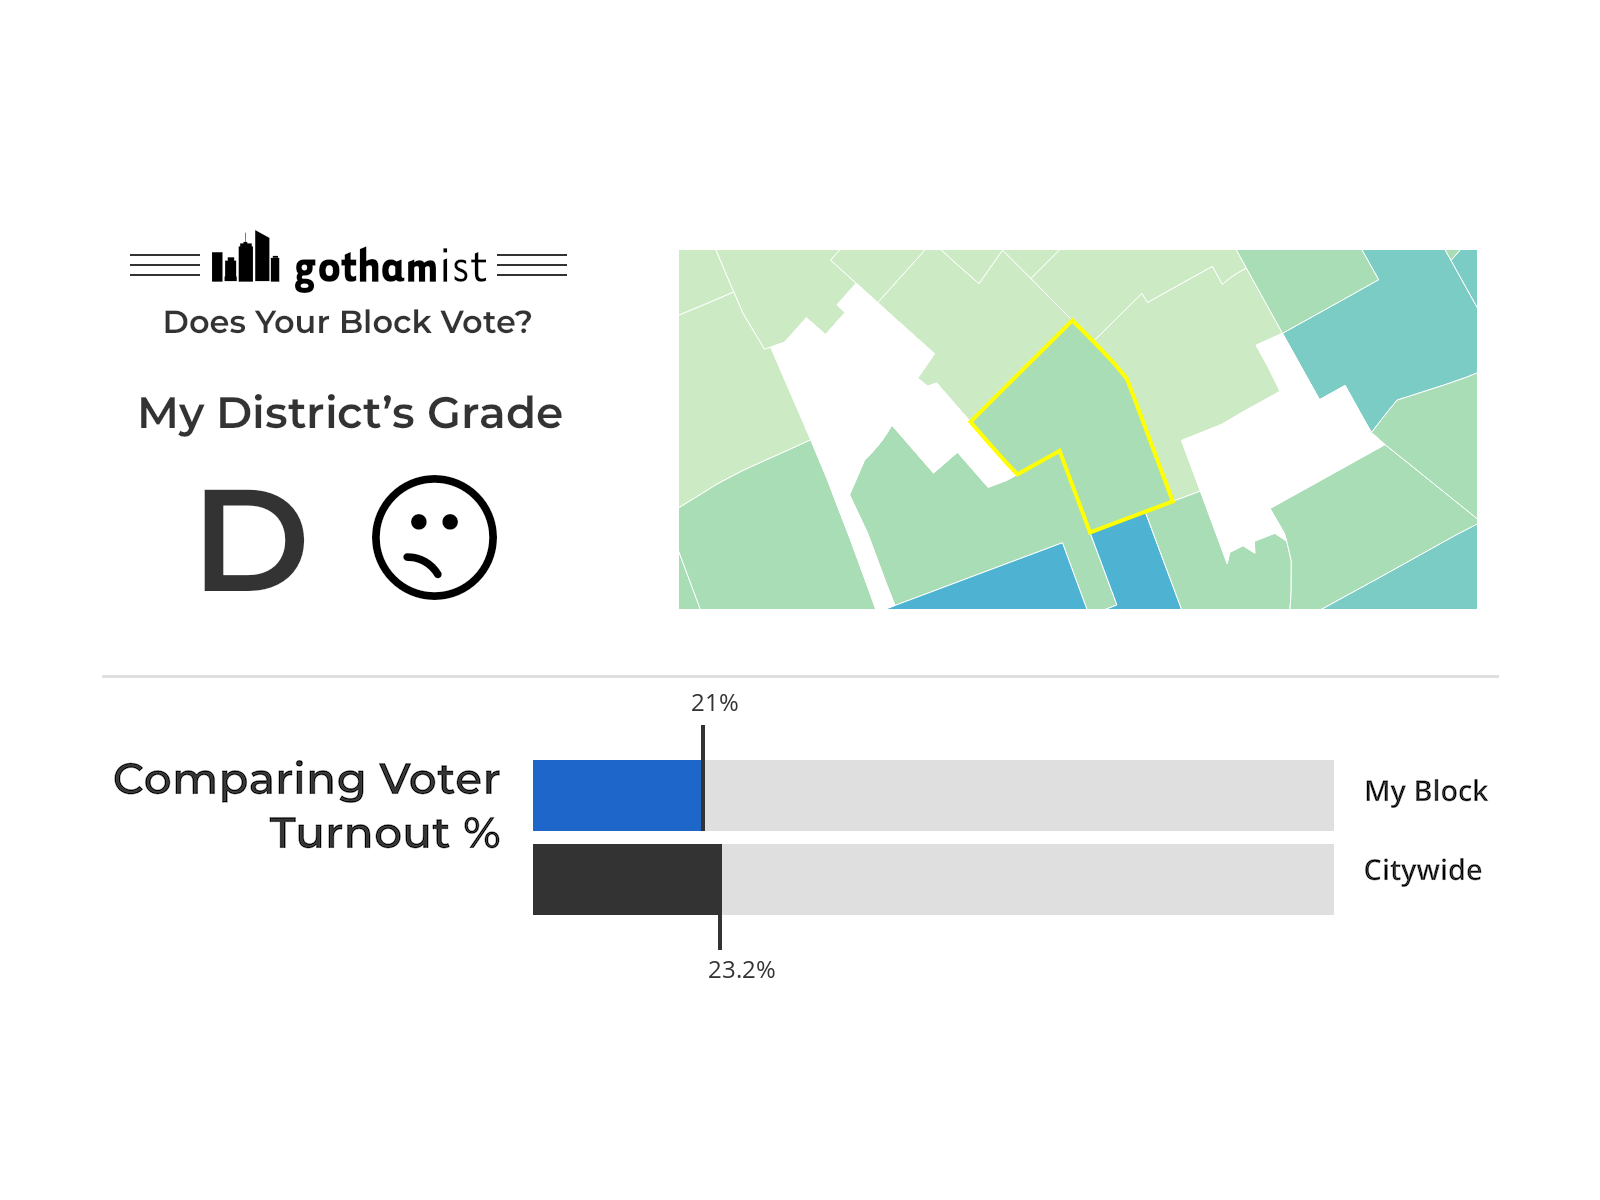 gothamist
Does Your Block Vote?
My District's Grade
D
21%
Comparing Voter
Turnout %
My Block
Citywide
23.2%